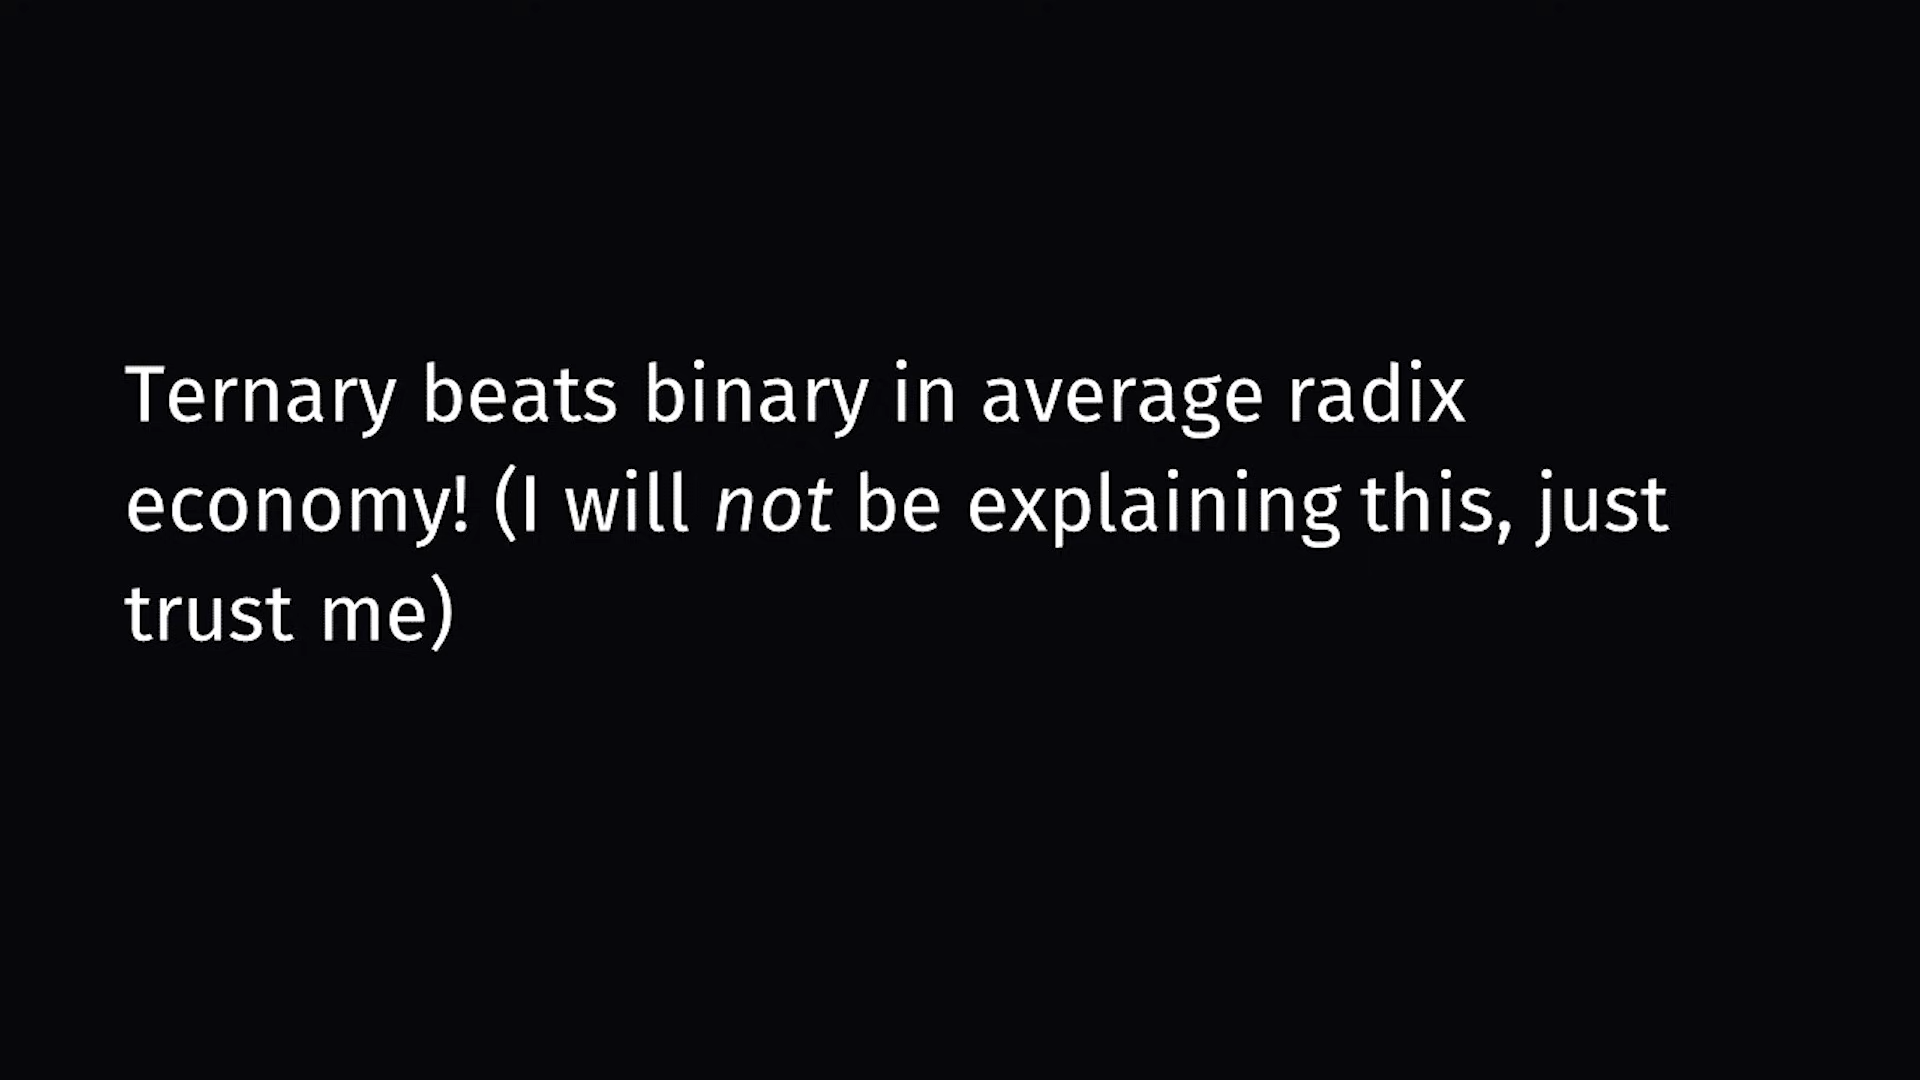 Ternary beats binary in average radix
economy! (I will not be explaining this, just
trust me)